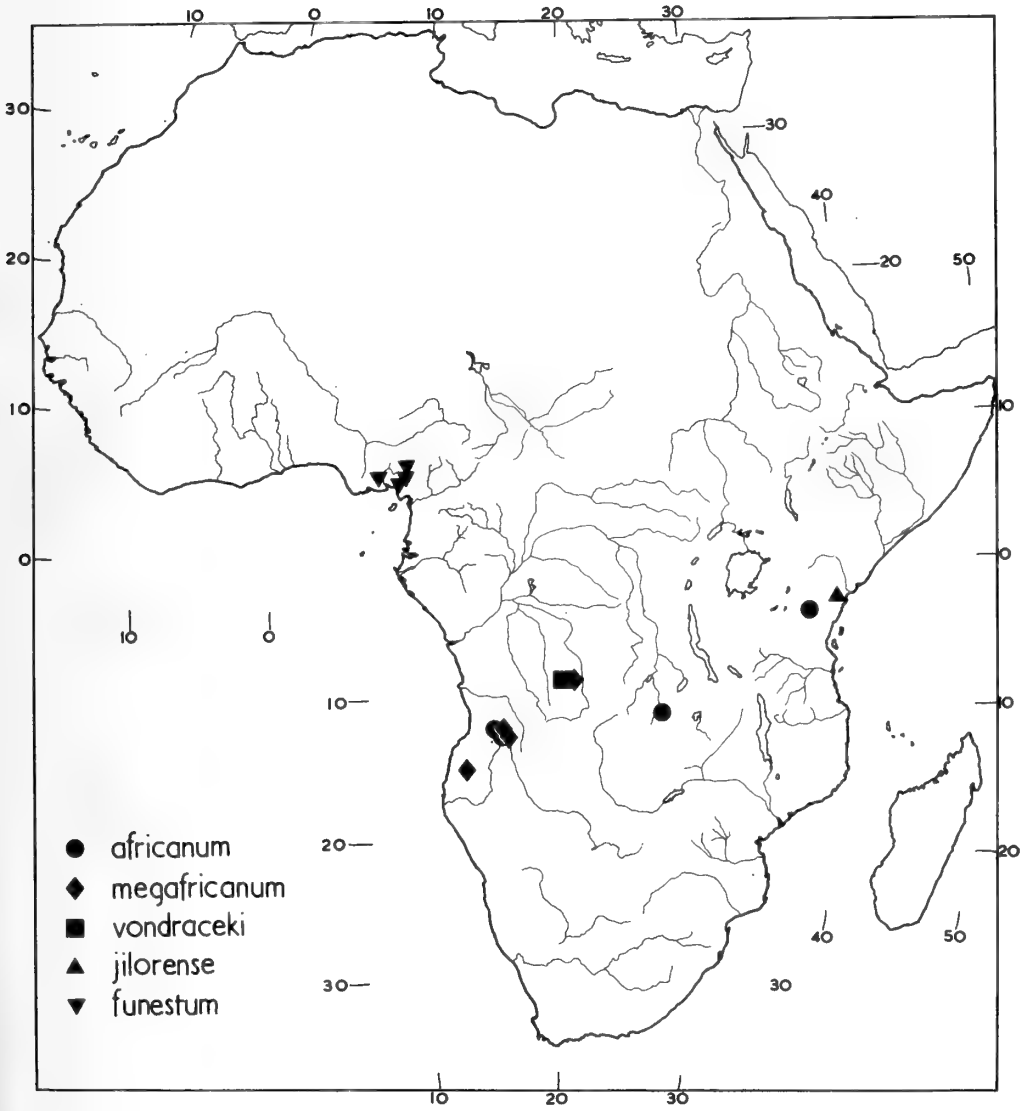 10 0 10 20 30
30
30
40
20
20 50
10 10
0 0
10 0
10 10
africanum 20 20
megafricanum
vondraceki 40 50
jilorense 30 30
funestum
10 20 30